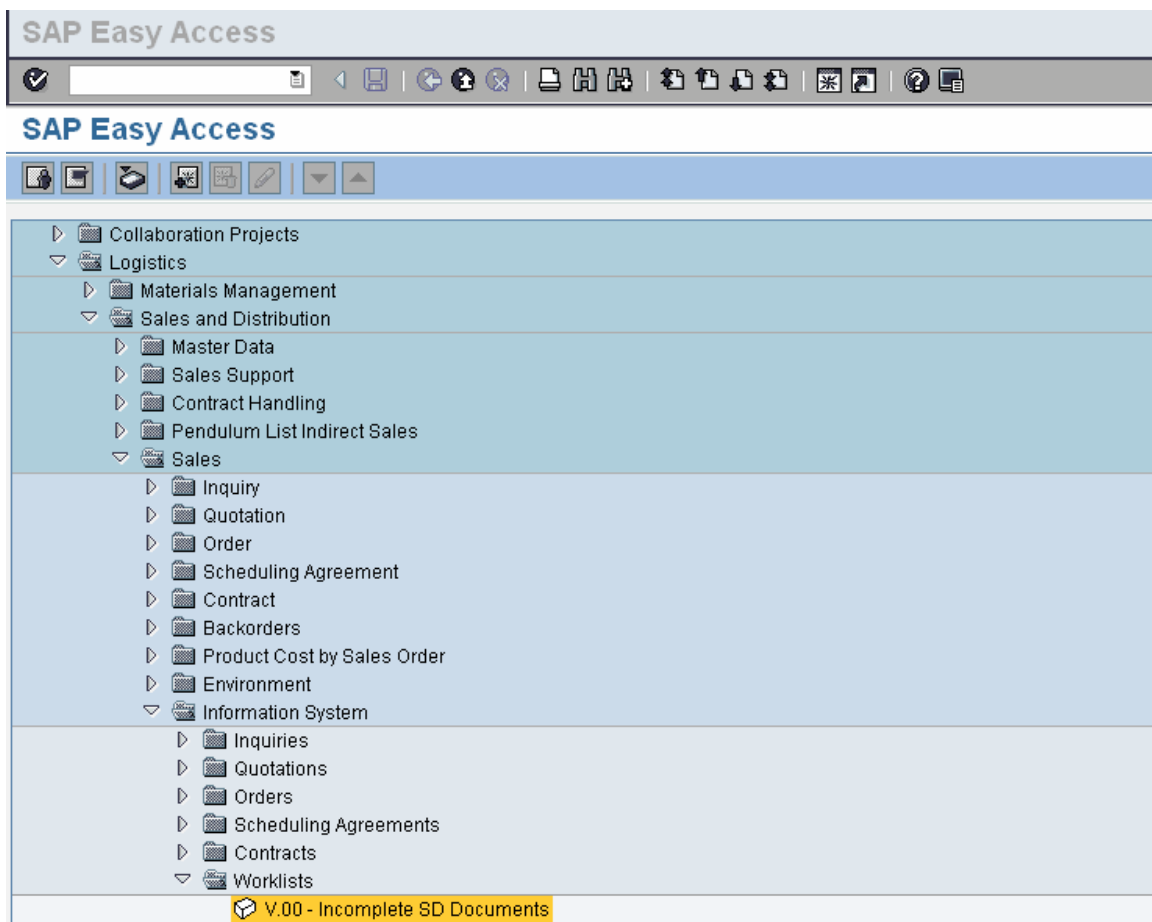 SAP Easy Access
SAP Easy Access
Collaboration Projects
Logistics
Materials Management
Sales and Distribution
Master Data
Sales Support
Contract Handling
Pendulum List Indirect Sales
Sales
Inquiry
Quotation
Order
Scheduling Agreement
Contract
Backorders
Product Cost by Sales Order
Environment
Information System
Inquiries
Quotations
Orders
Scheduling Agreements
Contracts
Worklists
V.00 - Incomplete SD Documents